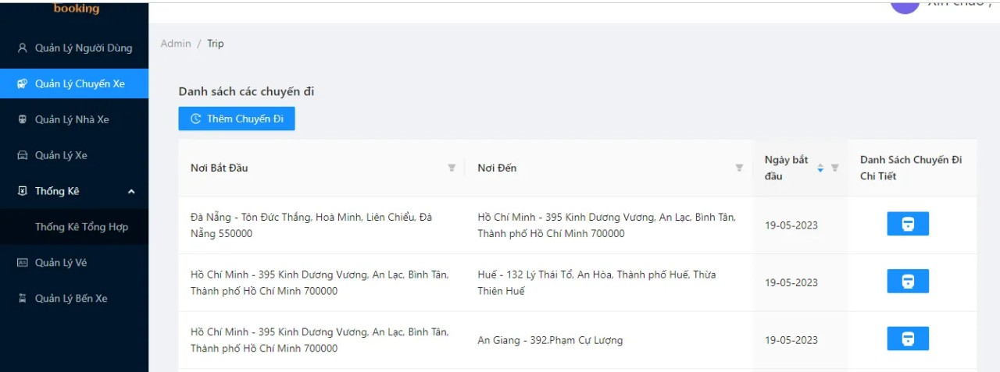 booking
Quản Lý Người Dùng
Quản Lý Chuyến Xe
Quản Lý Nhà Xe
Quản Lý Xe
Thống Kê
Thống Kê Tổng Hợp
Quản Lý Vé
Quản Lý Bến Xe
Xin chào ,
Admin / Trip
Danh sách các chuyến đi
Thêm Chuyến Đi
Nơi Bắt Đầu
Nơi Đến
Ngày bắt
đầu
Danh Sách Chuyến Đi
Chi Tiết
Đà Nẵng - Tôn Đức Thắng, Hoà Minh, Liên Chiểu, Đà
Nẵng 550000
Hồ Chí Minh - 395 Kinh Dương Vương, An Lạc, Bình Tân,
Thành phố Hồ Chí Minh 700000
19-05-2023
Hồ Chí Minh - 395 Kinh Dương Vương, An Lạc, Bình Tân,
Thành phố Hồ Chí Minh 700000
Huế - 132 Lý Thái Tổ, An Hòa, Thành phố Huế, Thừa
Thiên Huế
19-05-2023
Hồ Chí Minh - 395 Kinh Dương Vương, An Lạc, Bình Tân,
Thành phố Hồ Chí Minh 700000
An Giang - 392.Phạm Cự Lượng
19-05-2023